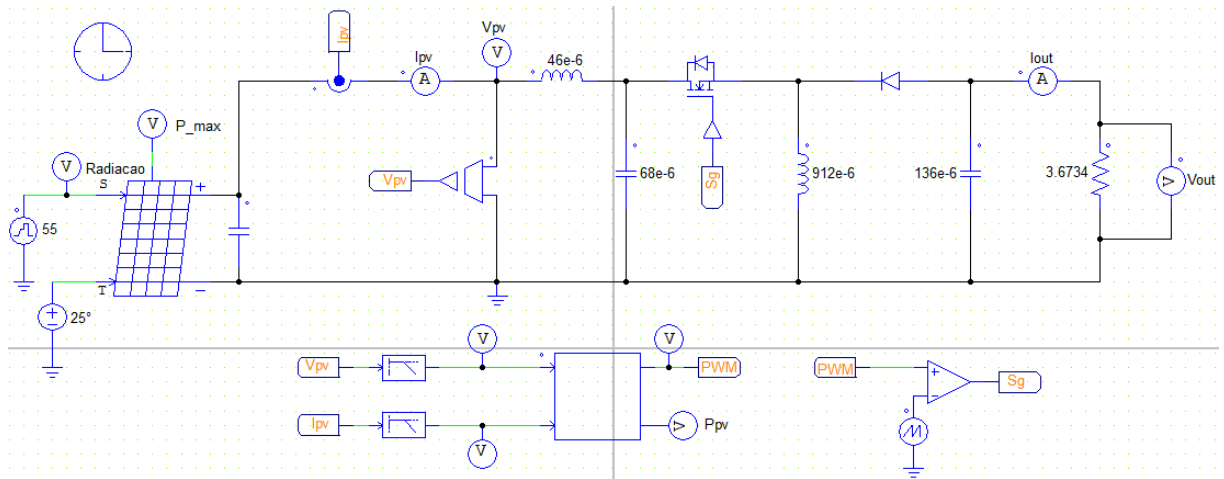 Ipv
Ipv
A
Vpv
V
46e-6
Iout
A
V
P_max
V
Radiacao
S
+
Vpv
Sg
68e-6
912e-6
136e-6
3.6734
V
Vout
55
T
−
25°
Vpv
V
V
PWM
PWM
Sg
Ipv
V
V
Ppv